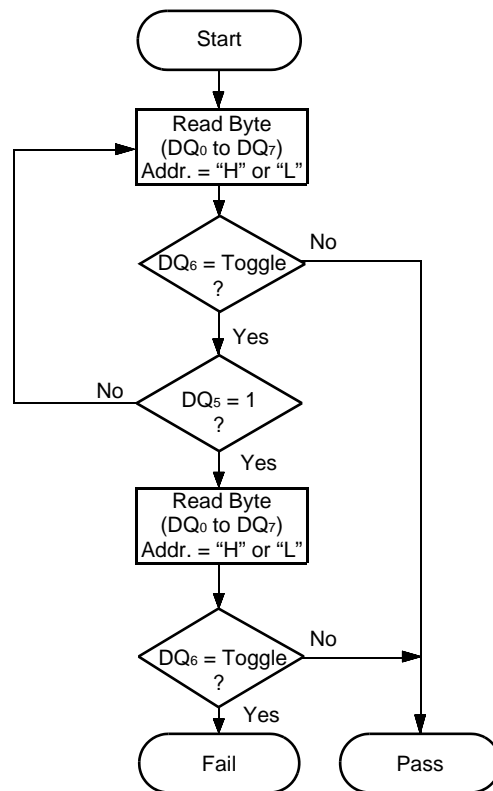 Start
Read Byte
(DQ0 to DQ7)
Addr. = “H” or “L”
No
DQ6 = Toggle
?
Yes
No
DQ5 = 1
?
Yes
Read Byte
(DQ0 to DQ7)
Addr. = “H” or “L”
No
DQ6 = Toggle
?
Yes
Fail
Pass